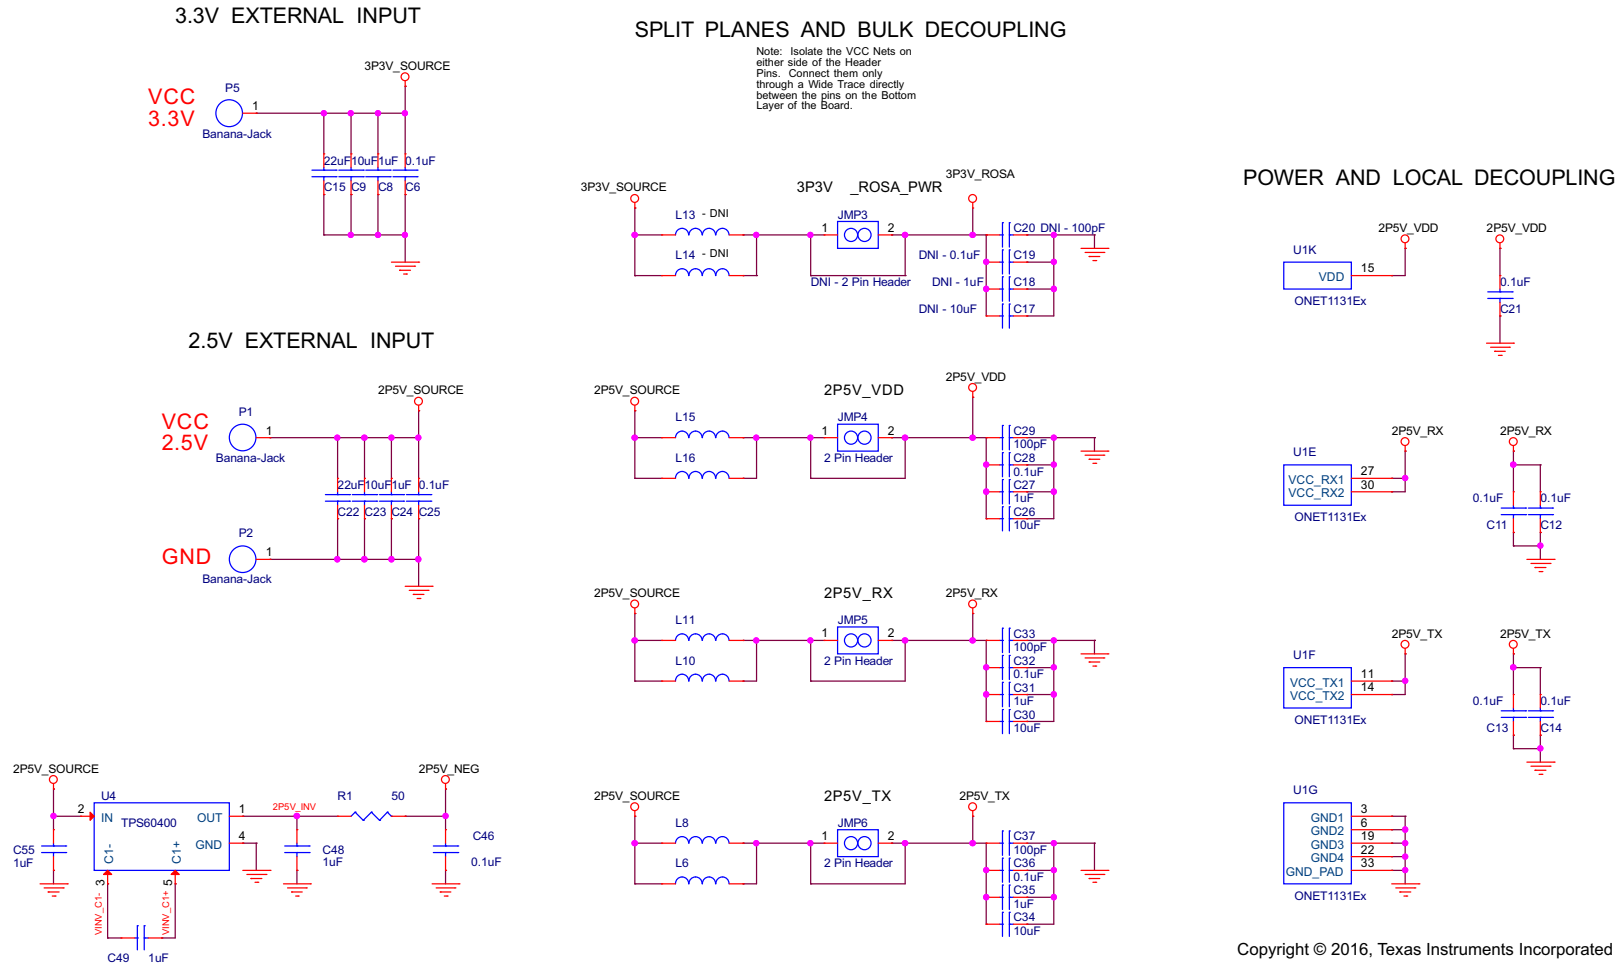 3.3V EXTERNAL INPUT
3P3V_SOURCE
VCC
3.3V
P5
1
Banana-Jack
22uF 10uF 1uF 0.1uF
C15 C9 C8 C6
2.5V EXTERNAL INPUT
2P5V_SOURCE
VCC
2.5V
P1
1
Banana-Jack
22uF 10uF 1uF 0.1uF
C22 C23 C24 C25
P2
GND
1
Banana-Jack
2P5V_SOURCE
U4
2
IN
TPS60400
OUT
1
GND
4
C1-
C1+
3
5
VINV_C1-
VINV_C1+
C55
1uF
C49 1uF
2P5V_INV
C48
1uF
R1 50
2P5V_NEG
C46
0.1uF
SPLIT PLANES AND BULK DECOUPLING
Note: Isolate the VCC Nets on
either side of the Header
Pins. Connect them only
through a Wide Trace directly
between the pins on the Bottom
Layer of the Board.
3P3V_SOURCE
3P3V _ROSA_PWR
3P3V_ROSA
L13 - DNI
L14 - DNI
JMP3
1 2
DNI - 2 Pin Header
C20 DNI - 100pF
DNI - 0.1uF C19
DNI - 1uF C18
DNI - 10uF C17
2P5V_SOURCE
2P5V_VDD
2P5V_VDD
L15
L16
JMP4
1 2
2 Pin Header
C29
100pF
C28
0.1uF
C27
1uF
C26
10uF
2P5V_SOURCE
2P5V_RX
2P5V_RX
L11
L10
JMP5
1 2
2 Pin Header
C33
100pF
C32
0.1uF
C31
1uF
C30
10uF
2P5V_SOURCE
2P5V_TX
2P5V_TX
L8
L6
JMP6
1 2
2 Pin Header
C37
100pF
C36
0.1uF
C35
1uF
C34
10uF
POWER AND LOCAL DECOUPLING
2P5V_VDD
2P5V_VDD
U1K
VDD
15
ONET1131Ex
0.1uF
C21
2P5V_RX
2P5V_RX
U1E
VCC_RX1
27
VCC_RX2
30
ONET1131Ex
0.1uF 0.1uF
C11 C12
2P5V_TX
2P5V_TX
U1F
VCC_TX1
11
VCC_TX2
14
ONET1131Ex
0.1uF 0.1uF
C13 C14
U1G
GND1
3
GND2
6
GND3
19
GND4
22
GND_PAD
33
ONET1131Ex
Copyright © 2016, Texas Instruments Incorporated